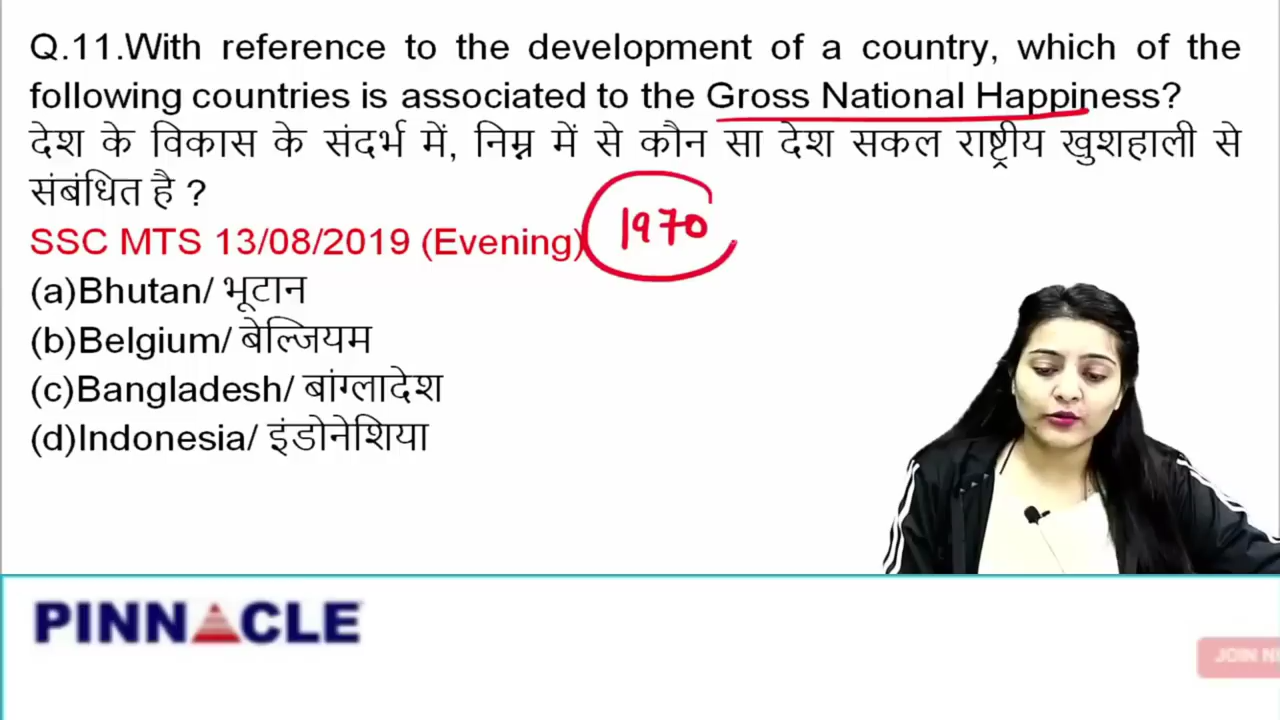 Q.11.With reference to the development of a country, which of the
following countries is associated to the Gross National Happiness?
देश के विकास के संदर्भ में, निम्न में से कौन सा देश सकल राष्ट्रीय खुशहाली से
संबंधित है ?
SSC MTS 13/08/2019 (Evening) 1970
(a)Bhutan/ भूटान
(b)Belgium/ बेल्जियम
(c)Bangladesh/ बांग्लादेश
(d)Indonesia/ इंडोनेशिया
PINNACLE
JOIN